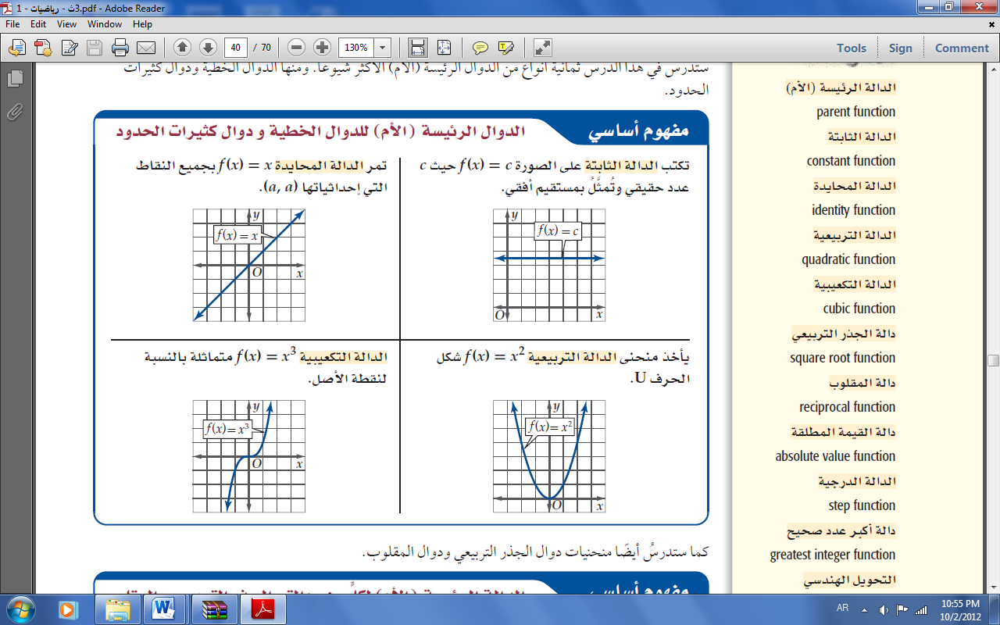 3ث - رياضيات - 1.pdf - Adobe Reader
File Edit View Window Help
40 / 70 130% Tools Sign Comment
ستدرس في هذا الدرس ثمانية أنواع من الدوال الرئيسة (الأم) الأكثر شيوعًا. ومنها الدوال الخطية ودوال كثيرات
الحدود.
مفهوم أساسي الدوال الرئيسة (الأم) للدوال الخطية و دوال كثيرات الحدود
تكتب الدالة الثابتة على الصورة f(x) = c حيث c
عدد حقيقي وتُمثَّلُ بمستقيم أفقي.
y
f(x) = c
O x
تمر الدالة المحايدة f(x) = x بجميع النقاط
التي إحداثياتها (a, a).
y
f(x) = x
O x
يأخذ منحنى الدالة التربيعية f(x) = x² شكل
الحرف U.
y
f(x) = x²
O x
الدالة التكعيبية f(x) = x³ متماثلة بالنسبة
لنقطة الأصل.
y
f(x) = x³
O x
كما ستدرسُ أيضًا منحنيات دوال الجذر التربيعي ودوال المقلوب.
مفهوم أساسي
الدالة الرئيسة (الأم)
parent function
الدالة الثابتة
constant function
الدالة المحايدة
identity function
الدالة التربيعية
quadratic function
الدالة التكعيبية
cubic function
دالة الجذر التربيعي
square root function
دالة المقلوب
reciprocal function
دالة القيمة المطلقة
absolute value function
الدالة الدرجية
step function
دالة أكبر عدد صحيح
greatest integer function
التحويل الهندسي
AR 10:55 PM
10/2/2012